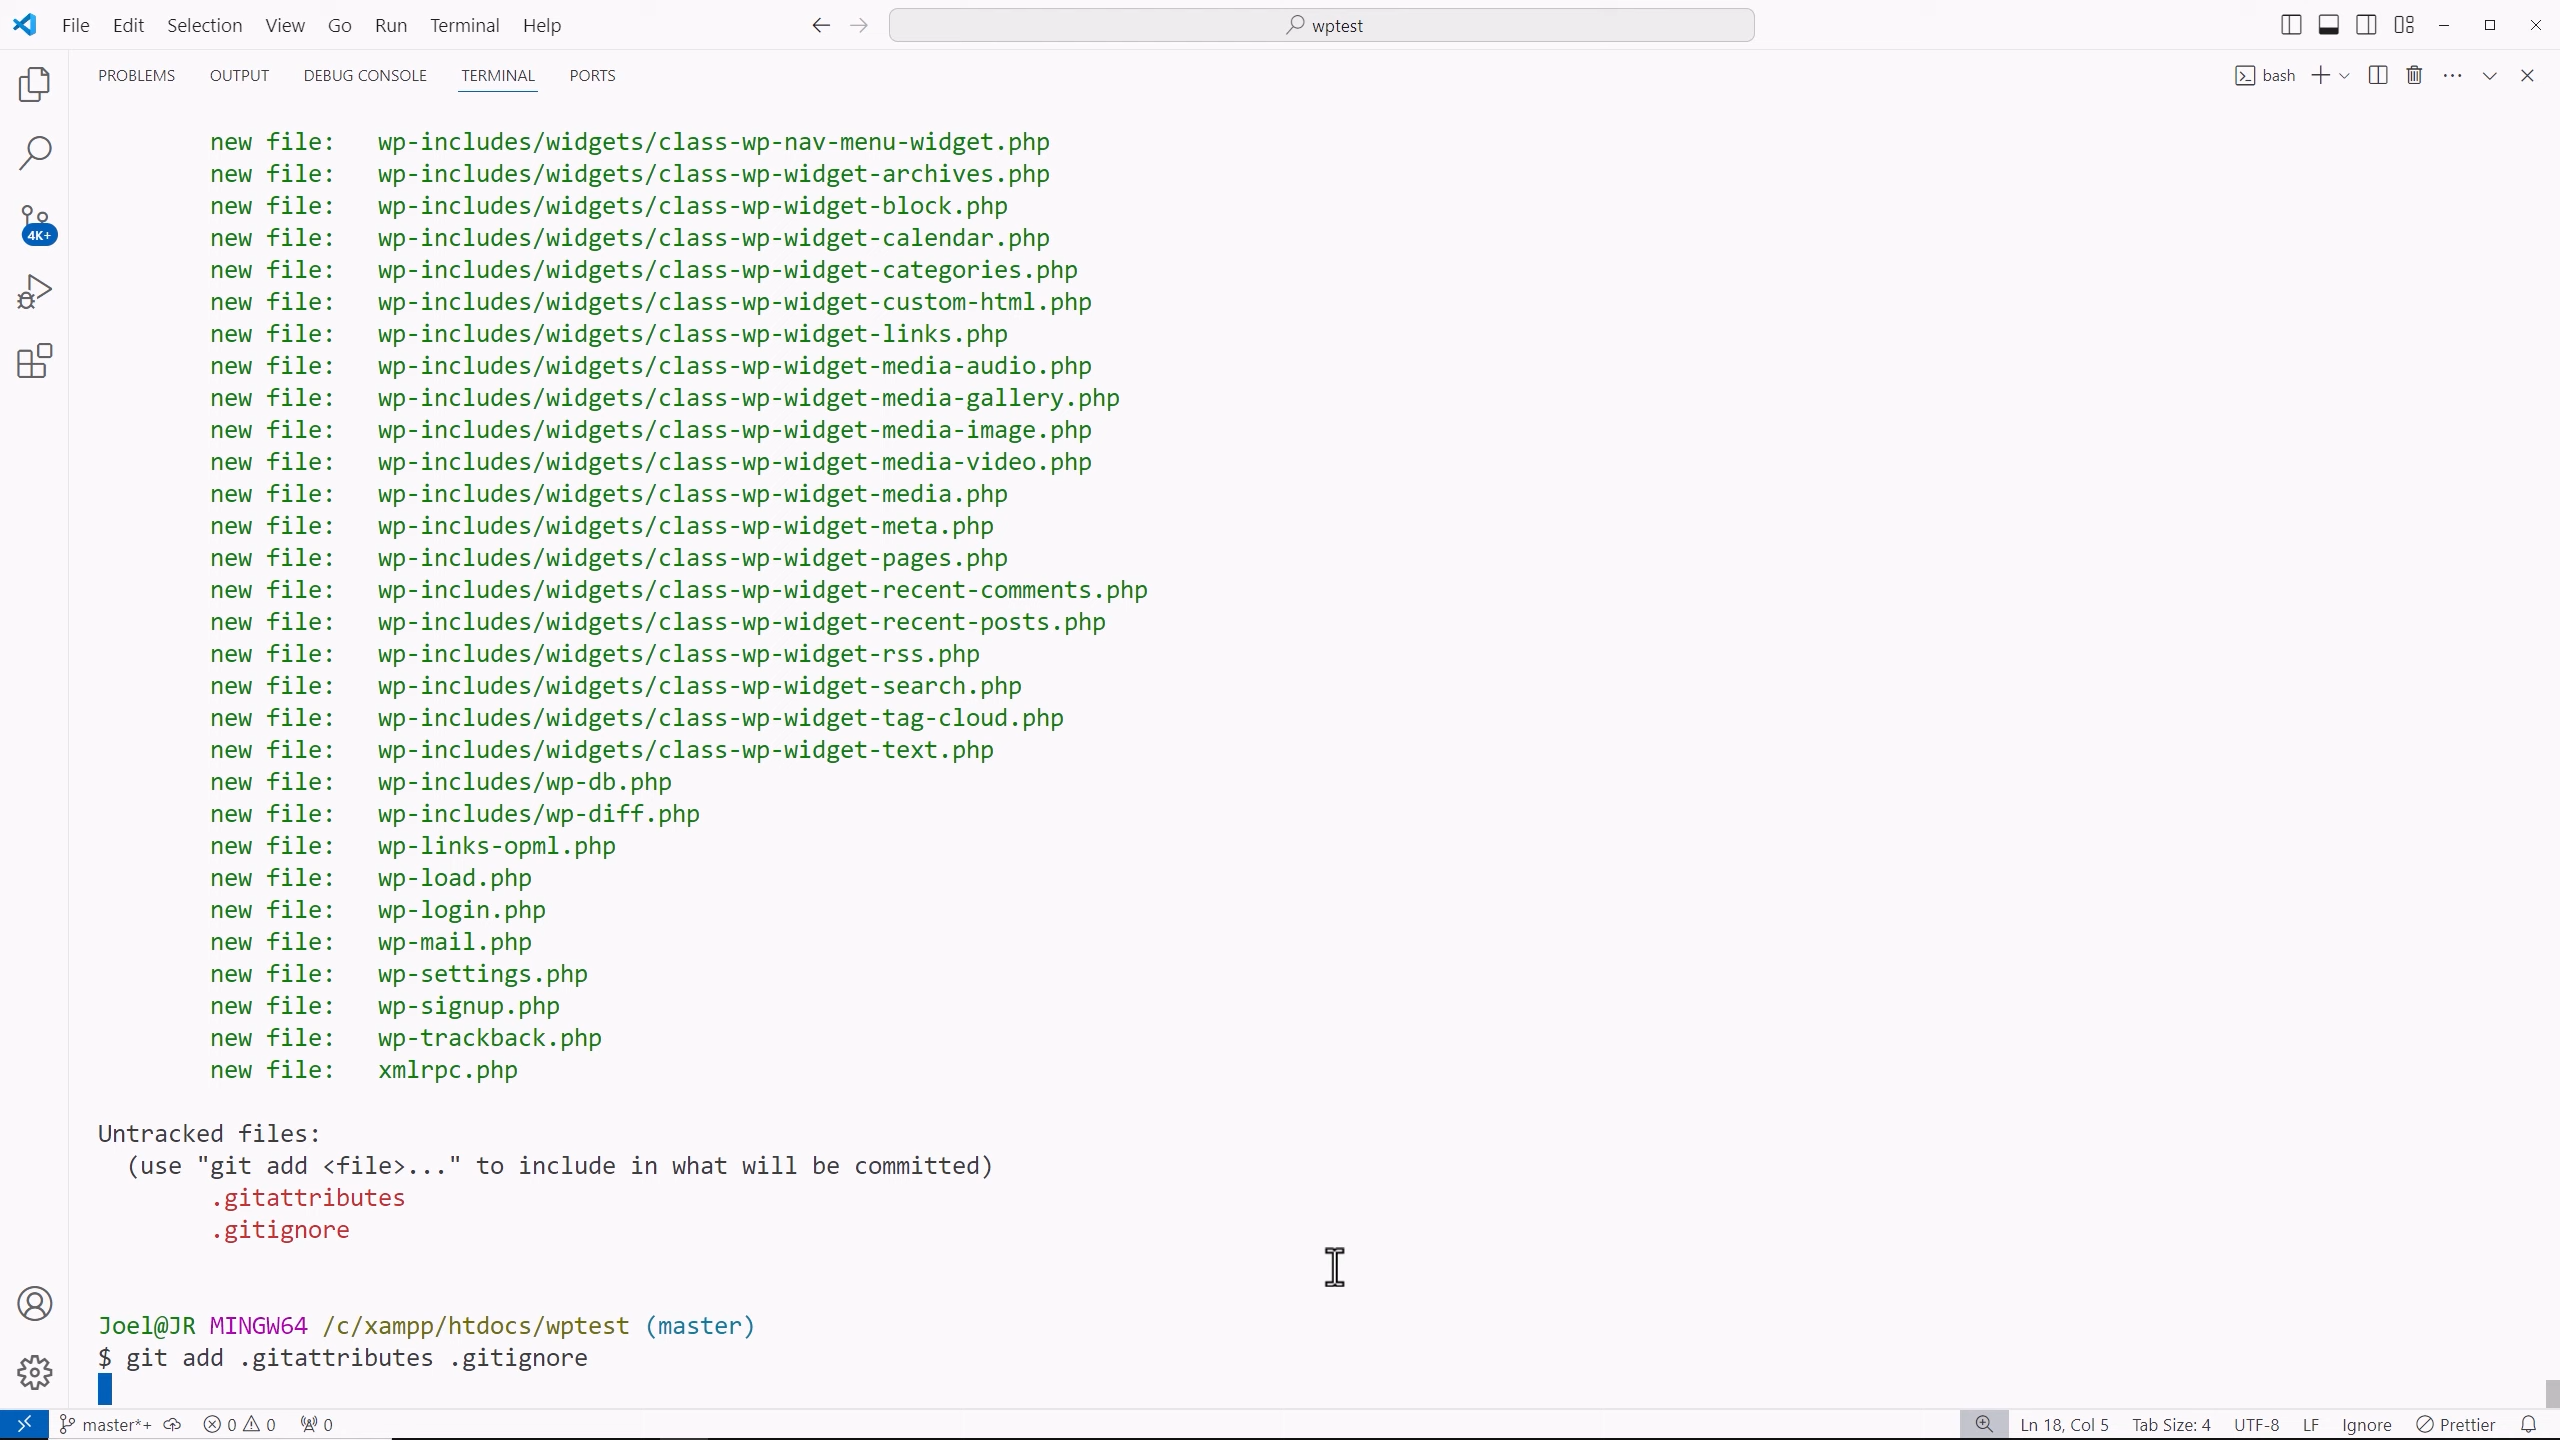 File Edit Selection View Go Run Terminal Help
wptest
PROBLEMS OUTPUT DEBUG CONSOLE TERMINAL PORTS
bash
4K+
new file: wp-includes/widgets/class-wp-nav-menu-widget.php
new file: wp-includes/widgets/class-wp-widget-archives.php
new file: wp-includes/widgets/class-wp-widget-block.php
new file: wp-includes/widgets/class-wp-widget-calendar.php
new file: wp-includes/widgets/class-wp-widget-categories.php
new file: wp-includes/widgets/class-wp-widget-custom-html.php
new file: wp-includes/widgets/class-wp-widget-links.php
new file: wp-includes/widgets/class-wp-widget-media-audio.php
new file: wp-includes/widgets/class-wp-widget-media-gallery.php
new file: wp-includes/widgets/class-wp-widget-media-image.php
new file: wp-includes/widgets/class-wp-widget-media-video.php
new file: wp-includes/widgets/class-wp-widget-media.php
new file: wp-includes/widgets/class-wp-widget-meta.php
new file: wp-includes/widgets/class-wp-widget-pages.php
new file: wp-includes/widgets/class-wp-widget-recent-comments.php
new file: wp-includes/widgets/class-wp-widget-recent-posts.php
new file: wp-includes/widgets/class-wp-widget-rss.php
new file: wp-includes/widgets/class-wp-widget-search.php
new file: wp-includes/widgets/class-wp-widget-tag-cloud.php
new file: wp-includes/widgets/class-wp-widget-text.php
new file: wp-includes/wp-db.php
new file: wp-includes/wp-diff.php
new file: wp-links-opml.php
new file: wp-load.php
new file: wp-login.php
new file: wp-mail.php
new file: wp-settings.php
new file: wp-signup.php
new file: wp-trackback.php
new file: xmlrpc.php
Untracked files:
(use "git add <file>..." to include in what will be committed)
.gitattributes
.gitignore
Joel@JR MINGW64 /c/xampp/htdocs/wptest (master)
$ git add .gitattributes .gitignore
master*+ 0 0 0 Ln 18, Col 5 Tab Size: 4 UTF-8 LF Ignore Prettier